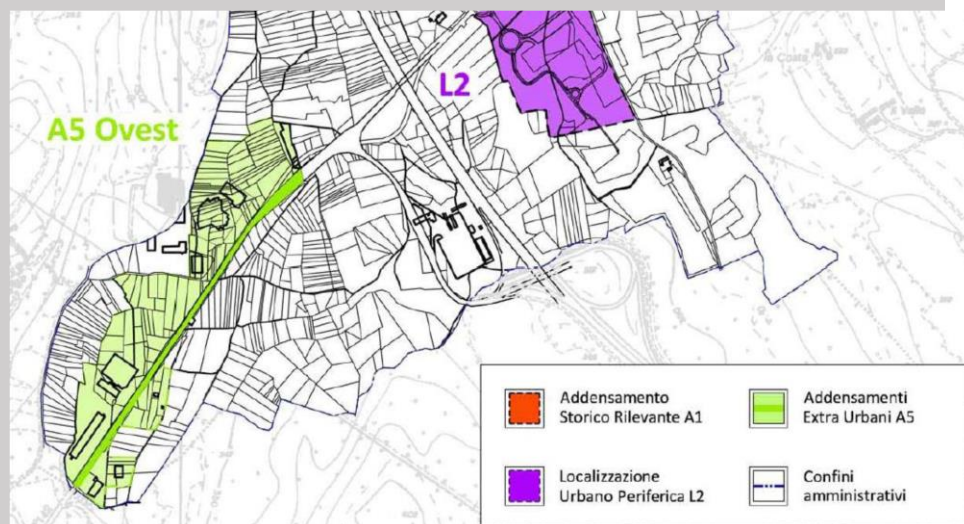 L2
A5 Ovest
Addensamento
Storico Rilevante A1
Addensamenti
Extra Urbani A5
Localizzazione
Urbano Periferica L2
Confini
amministrativi